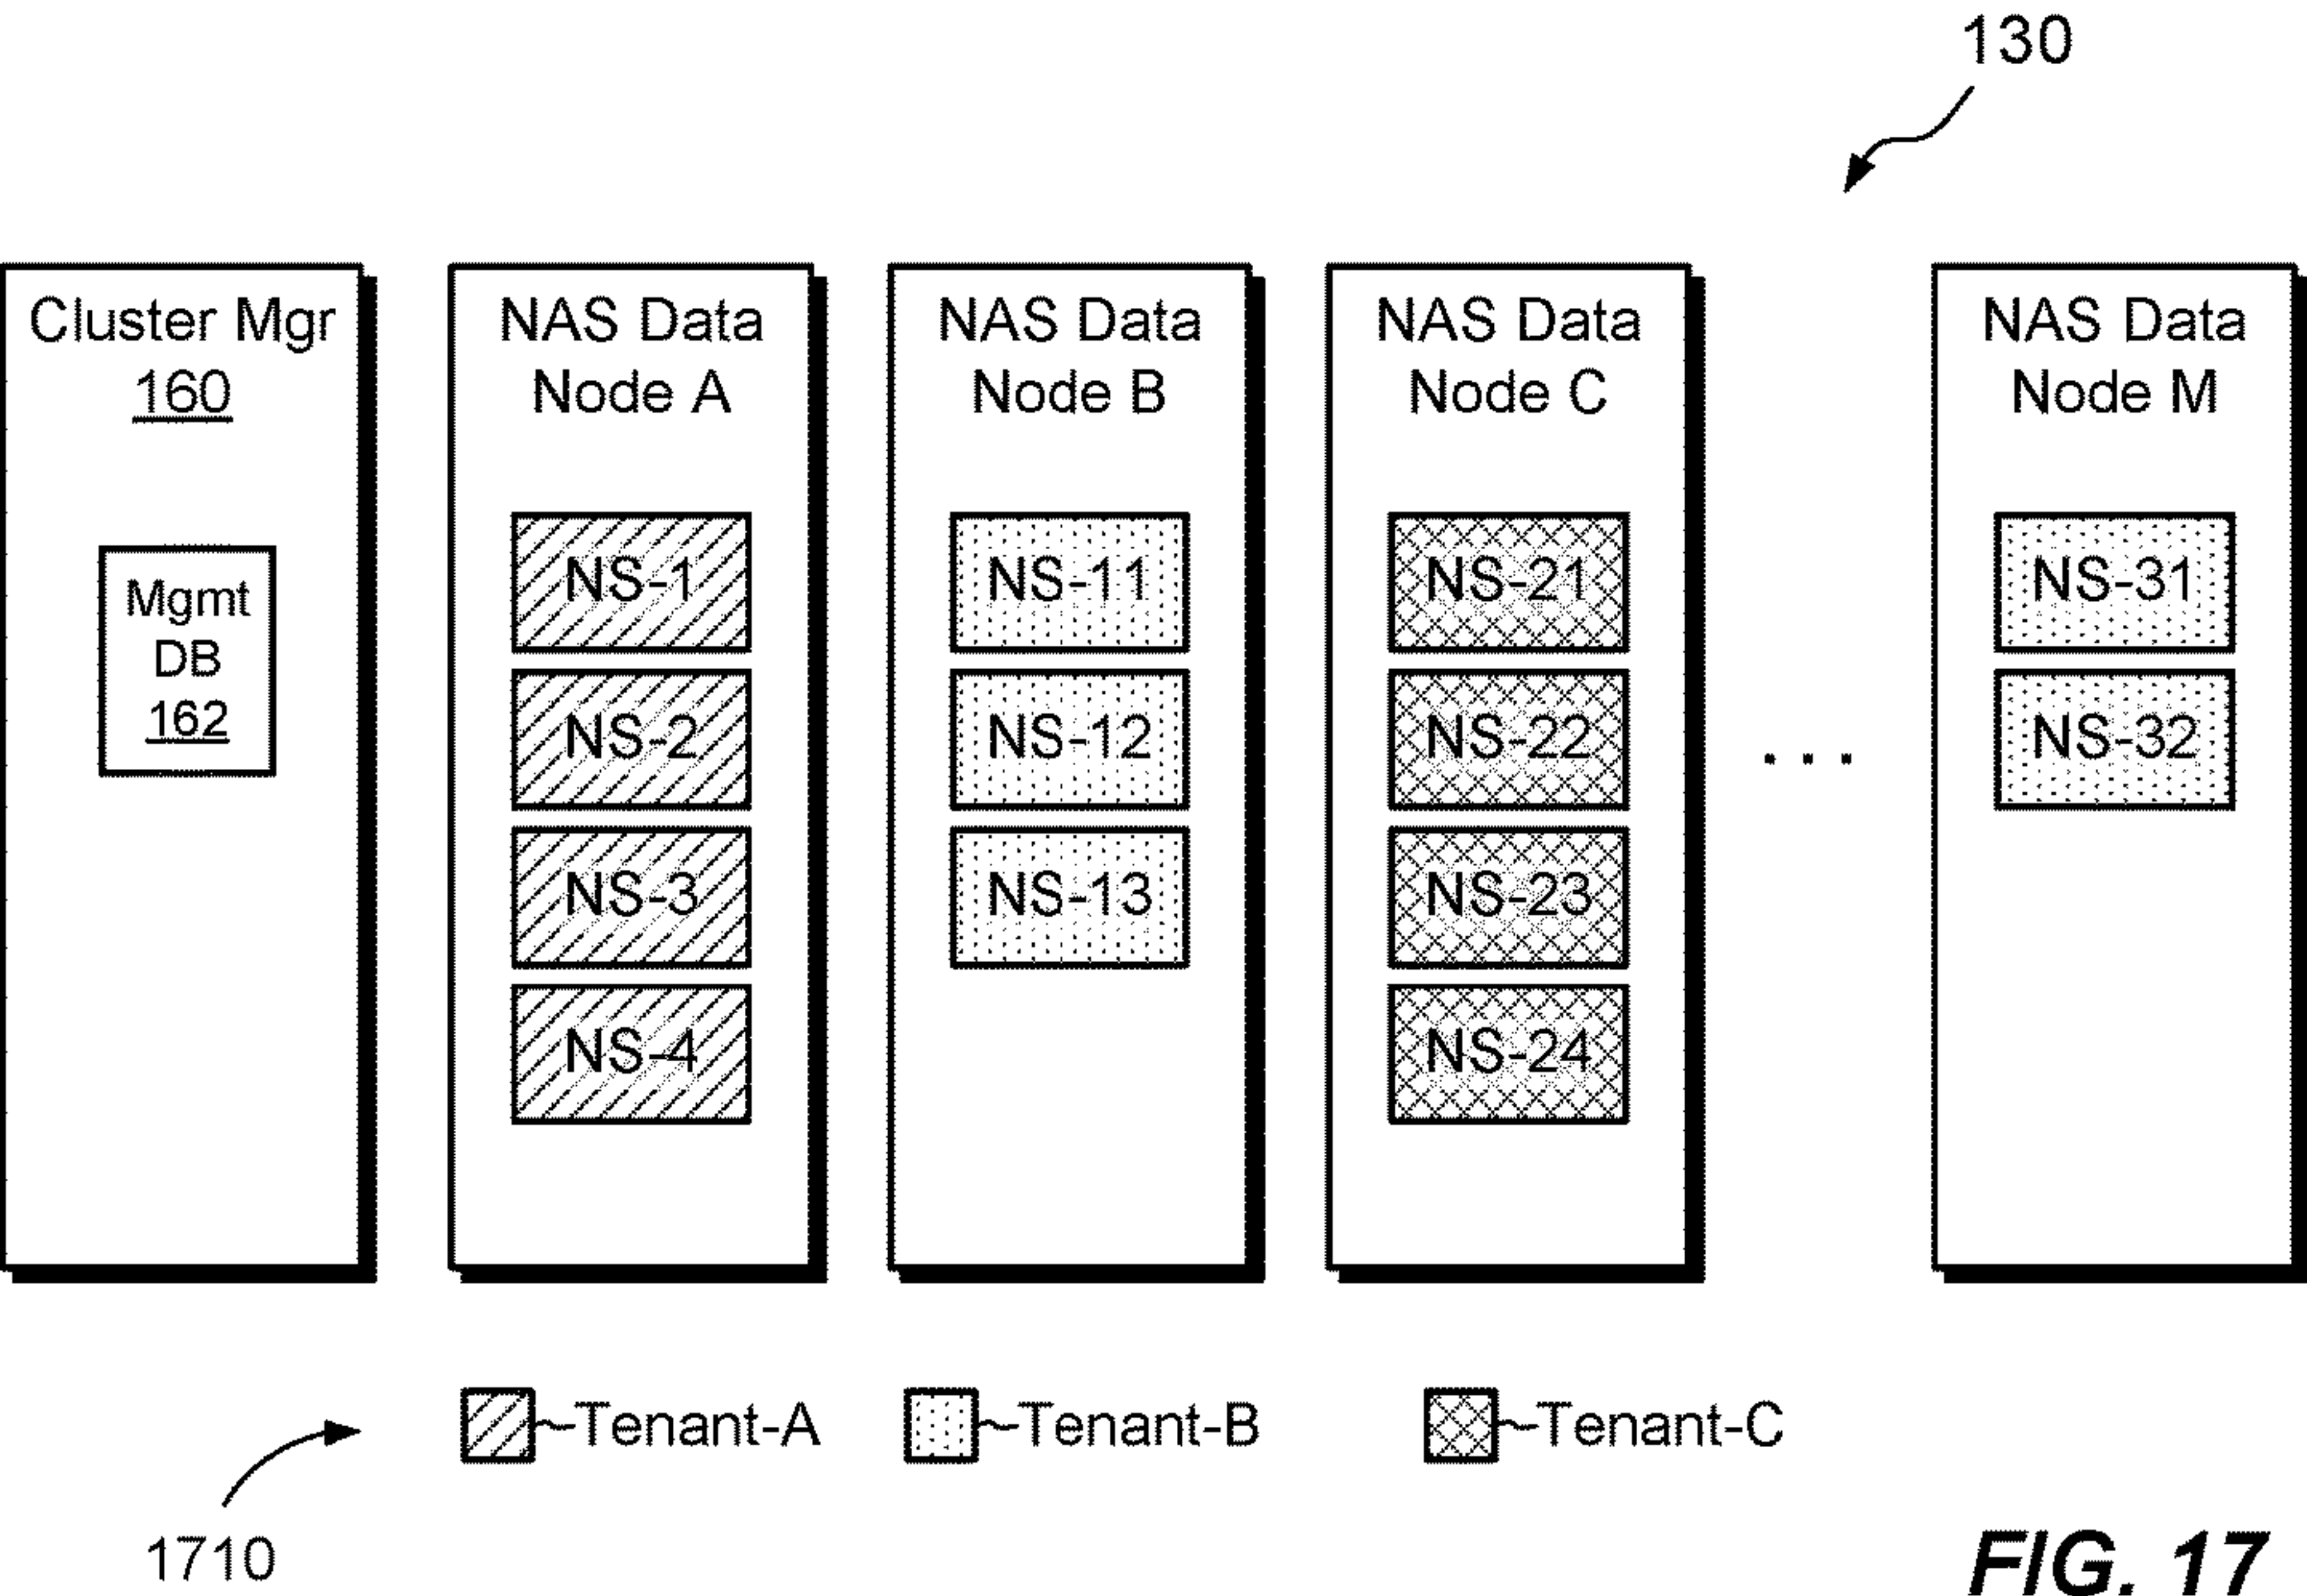 130
Cluster Mgr
160
Mgmt
DB
162
NAS Data
Node A
NS-1
NS-2
NS-3
NS-4
NAS Data
Node B
NS-11
NS-12
NS-13
NAS Data
Node C
NS-21
NS-22
NS-23
NS-24
. . .
NAS Data
Node M
NS-31
NS-32
Tenant-A
Tenant-B
Tenant-C
1710
FIG. 17